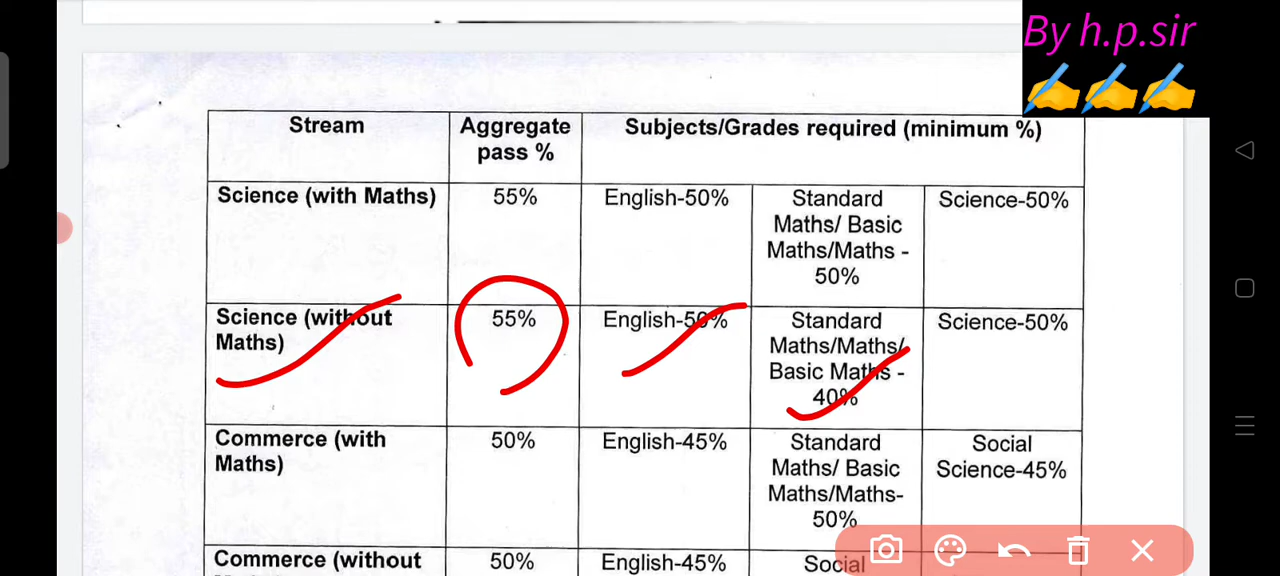 By h.p.sir
✍️✍️✍️
Stream
Aggregate
pass %
Subjects/Grades required (minimum %)
Science (with Maths)
55%
English-50%
Standard
Maths/ Basic
Maths/Maths -
50%
Science-50%
Science (without
Maths)
55%
English-50%
Standard
Maths/Maths/
Basic Maths -
40%
Science-50%
Commerce (with
Maths)
50%
English-45%
Standard
Maths/ Basic
Maths/Maths-
50%
Social
Science-45%
Commerce (without
50%
English-45%
Social